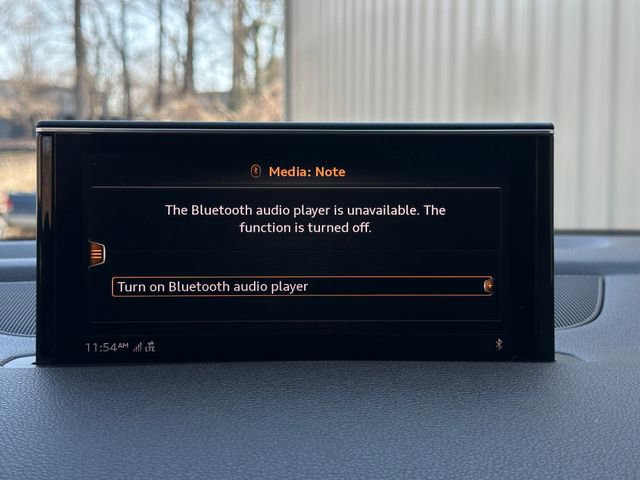 Media: Note
The Bluetooth audio player is unavailable. The
function is turned off.
Turn on Bluetooth audio player
11:54AM LTE